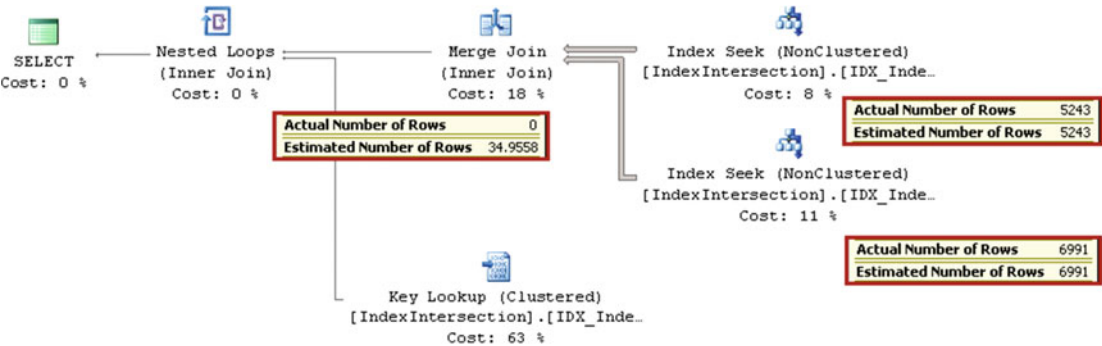 SELECT
Cost: 0 %
Nested Loops
(Inner Join)
Cost: 0 %
Merge Join
(Inner Join)
Cost: 18 %
Index Seek (NonClustered)
[IndexIntersection].[IDX_Inde…
Cost: 8 %
Actual Number of Rows 5243
Estimated Number of Rows 5243
Actual Number of Rows 0
Estimated Number of Rows 34.9558
Index Seek (NonClustered)
[IndexIntersection].[IDX_Inde…
Cost: 11 %
Actual Number of Rows 6991
Estimated Number of Rows 6991
Key Lookup (Clustered)
[IndexIntersection].[IDX_Inde…
Cost: 63 %